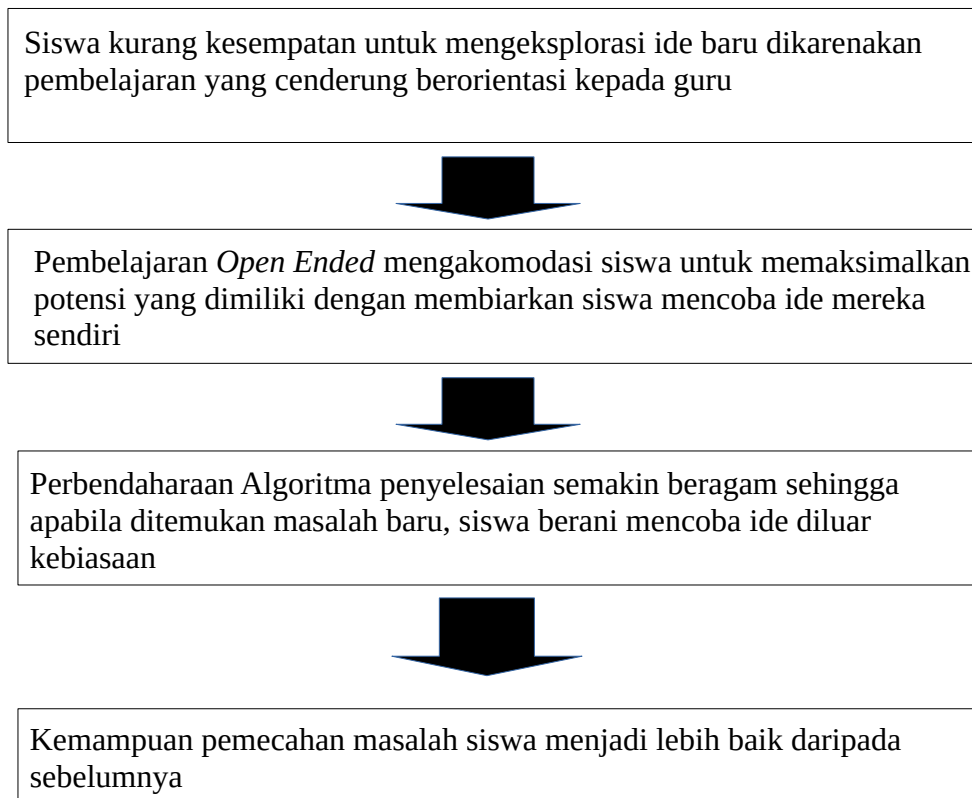 Siswa kurang kesempatan untuk mengeksplorasi ide baru dikarenakan
pembelajaran yang cenderung berorientasi kepada guru
Pembelajaran Open Ended mengakomodasi siswa untuk memaksimalkan
potensi yang dimiliki dengan membiarkan siswa mencoba ide mereka
sendiri
Perbendaharaan Algoritma penyelesaian semakin beragam sehingga
apabila ditemukan masalah baru, siswa berani mencoba ide diluar
kebiasaan
Kemampuan pemecahan masalah siswa menjadi lebih baik daripada
sebelumnya